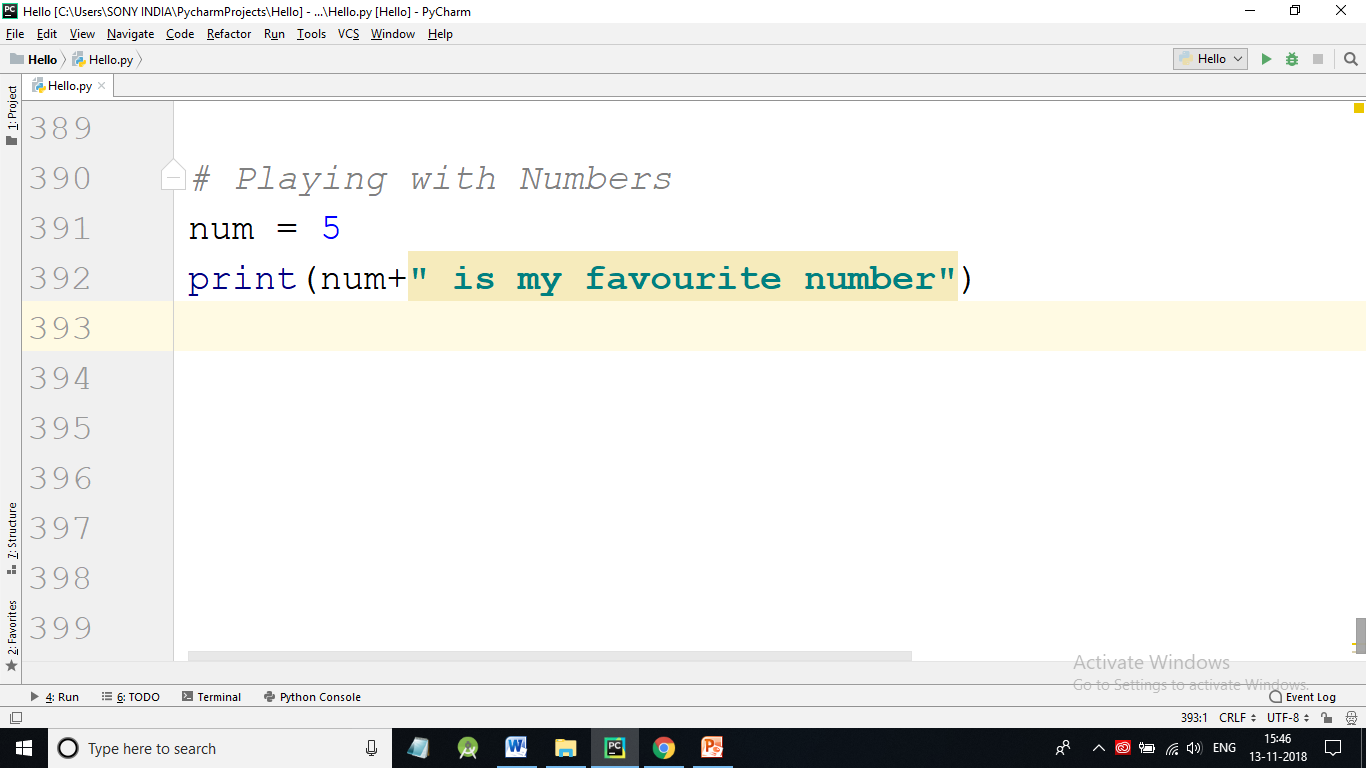 Hello [C:\Users\SONY INDIA\PycharmProjects\Hello] - ...\Hello.py [Hello] - PyCharm
File Edit View Navigate Code Refactor Run Tools VCS Window Help
Hello Hello.py Hello
Hello.py
1: Project
389
390 # Playing with Numbers
391 num = 5
392 print(num+" is my favourite number")
393
394
395
396
397
398
399
7: Structure
2: Favorites
Activate Windows
Go to Settings to activate Windows.
4: Run 6: TODO Terminal Python Console Event Log
393:1 CRLF UTF-8
Type here to search ENG 15:46
13-11-2018